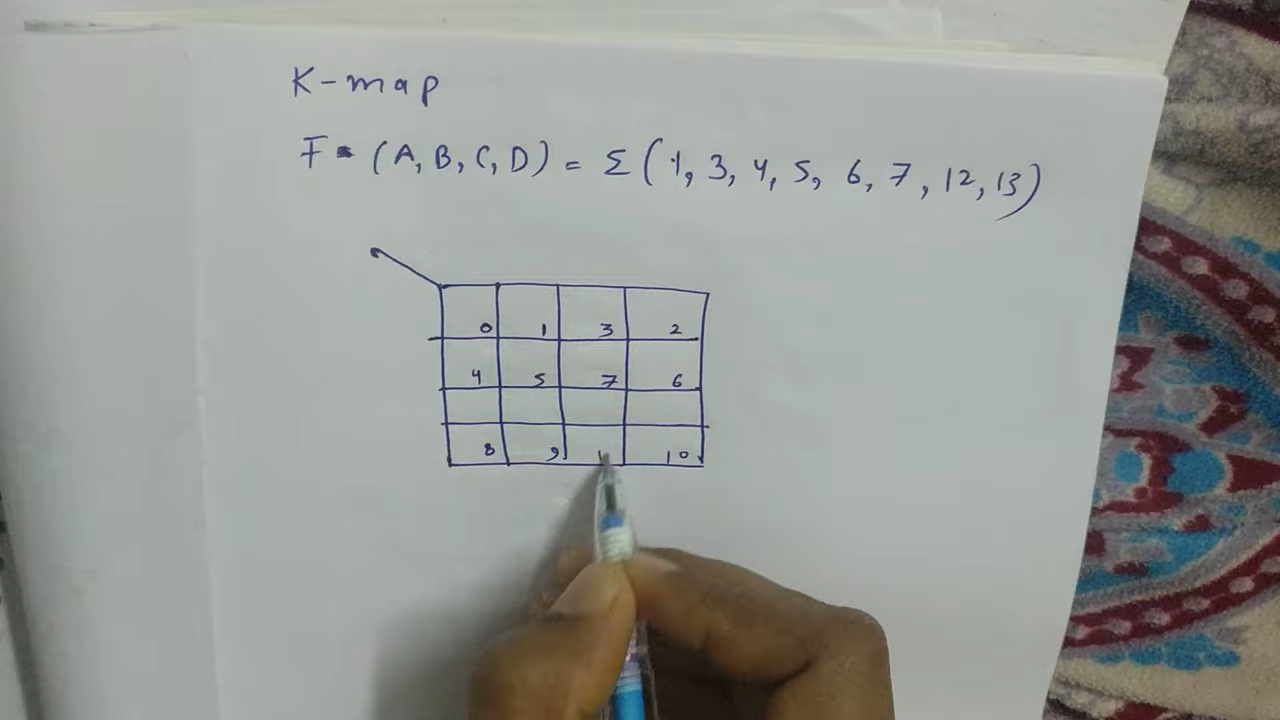 K-map
F (A, B, C, D) = Σ (1, 3, 4, 5, 6, 7, 12, 13)
0 1 3 2
4 5 7 6
8 9 1 10